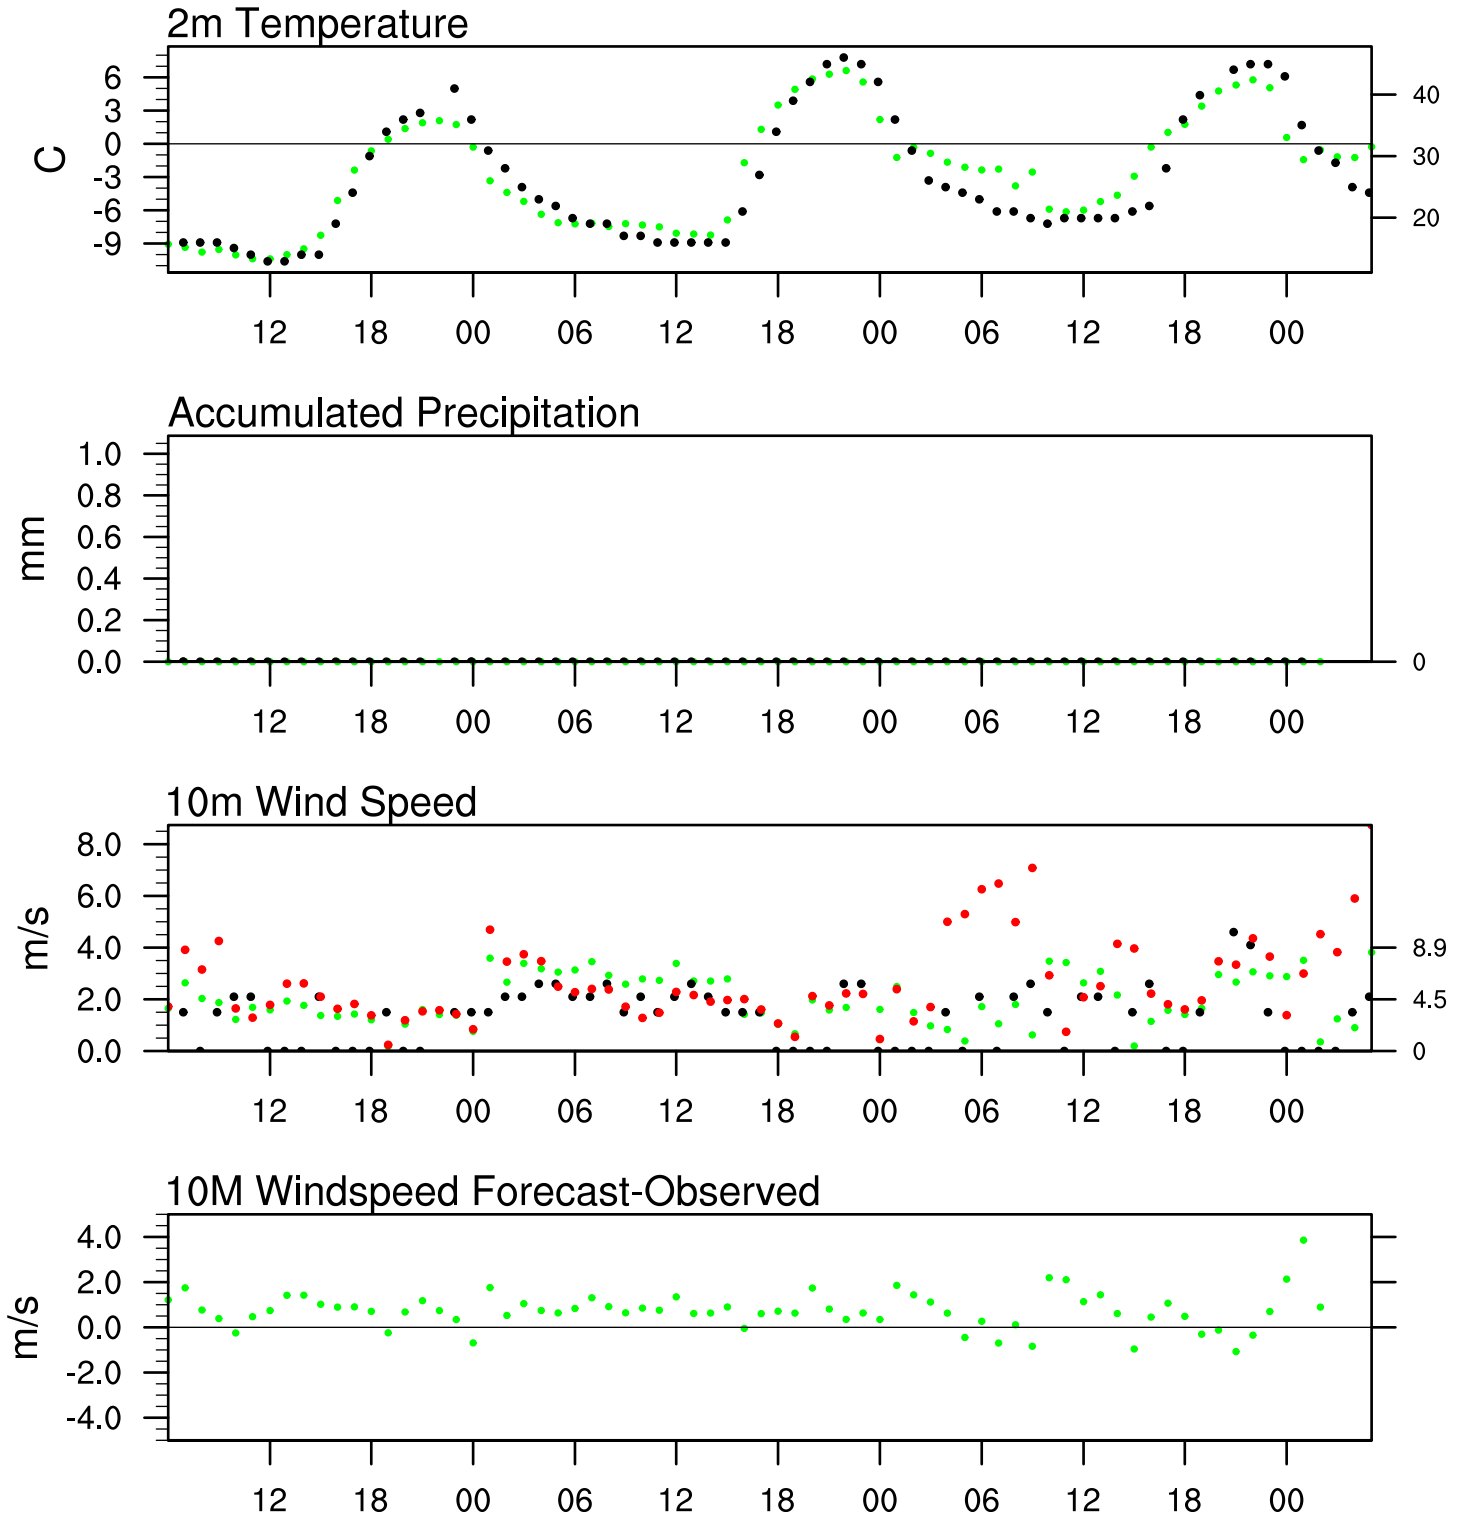 2m Temperature
6
3
0
-3
-6
-9
C
40
30
20
12 18 00 06 12 18 00 06 12 18 00
Accumulated Precipitation
1.0
0.8
0.6
0.4
0.2
0.0
mm
0
12 18 00 06 12 18 00 06 12 18 00
10m Wind Speed
8.0
6.0
4.0
2.0
0.0
m/s
8.9
4.5
0
12 18 00 06 12 18 00 06 12 18 00
10M Windspeed Forecast-Observed
4.0
2.0
0.0
-2.0
-4.0
m/s
12 18 00 06 12 18 00 06 12 18 00